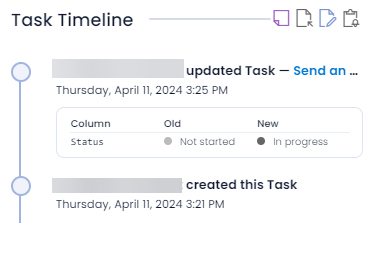 Task Timeline
updated Task — Send an ...
Thursday, April 11, 2024 3:25 PM
Column Old New
Status Not started In progress
created this Task
Thursday, April 11, 2024 3:21 PM